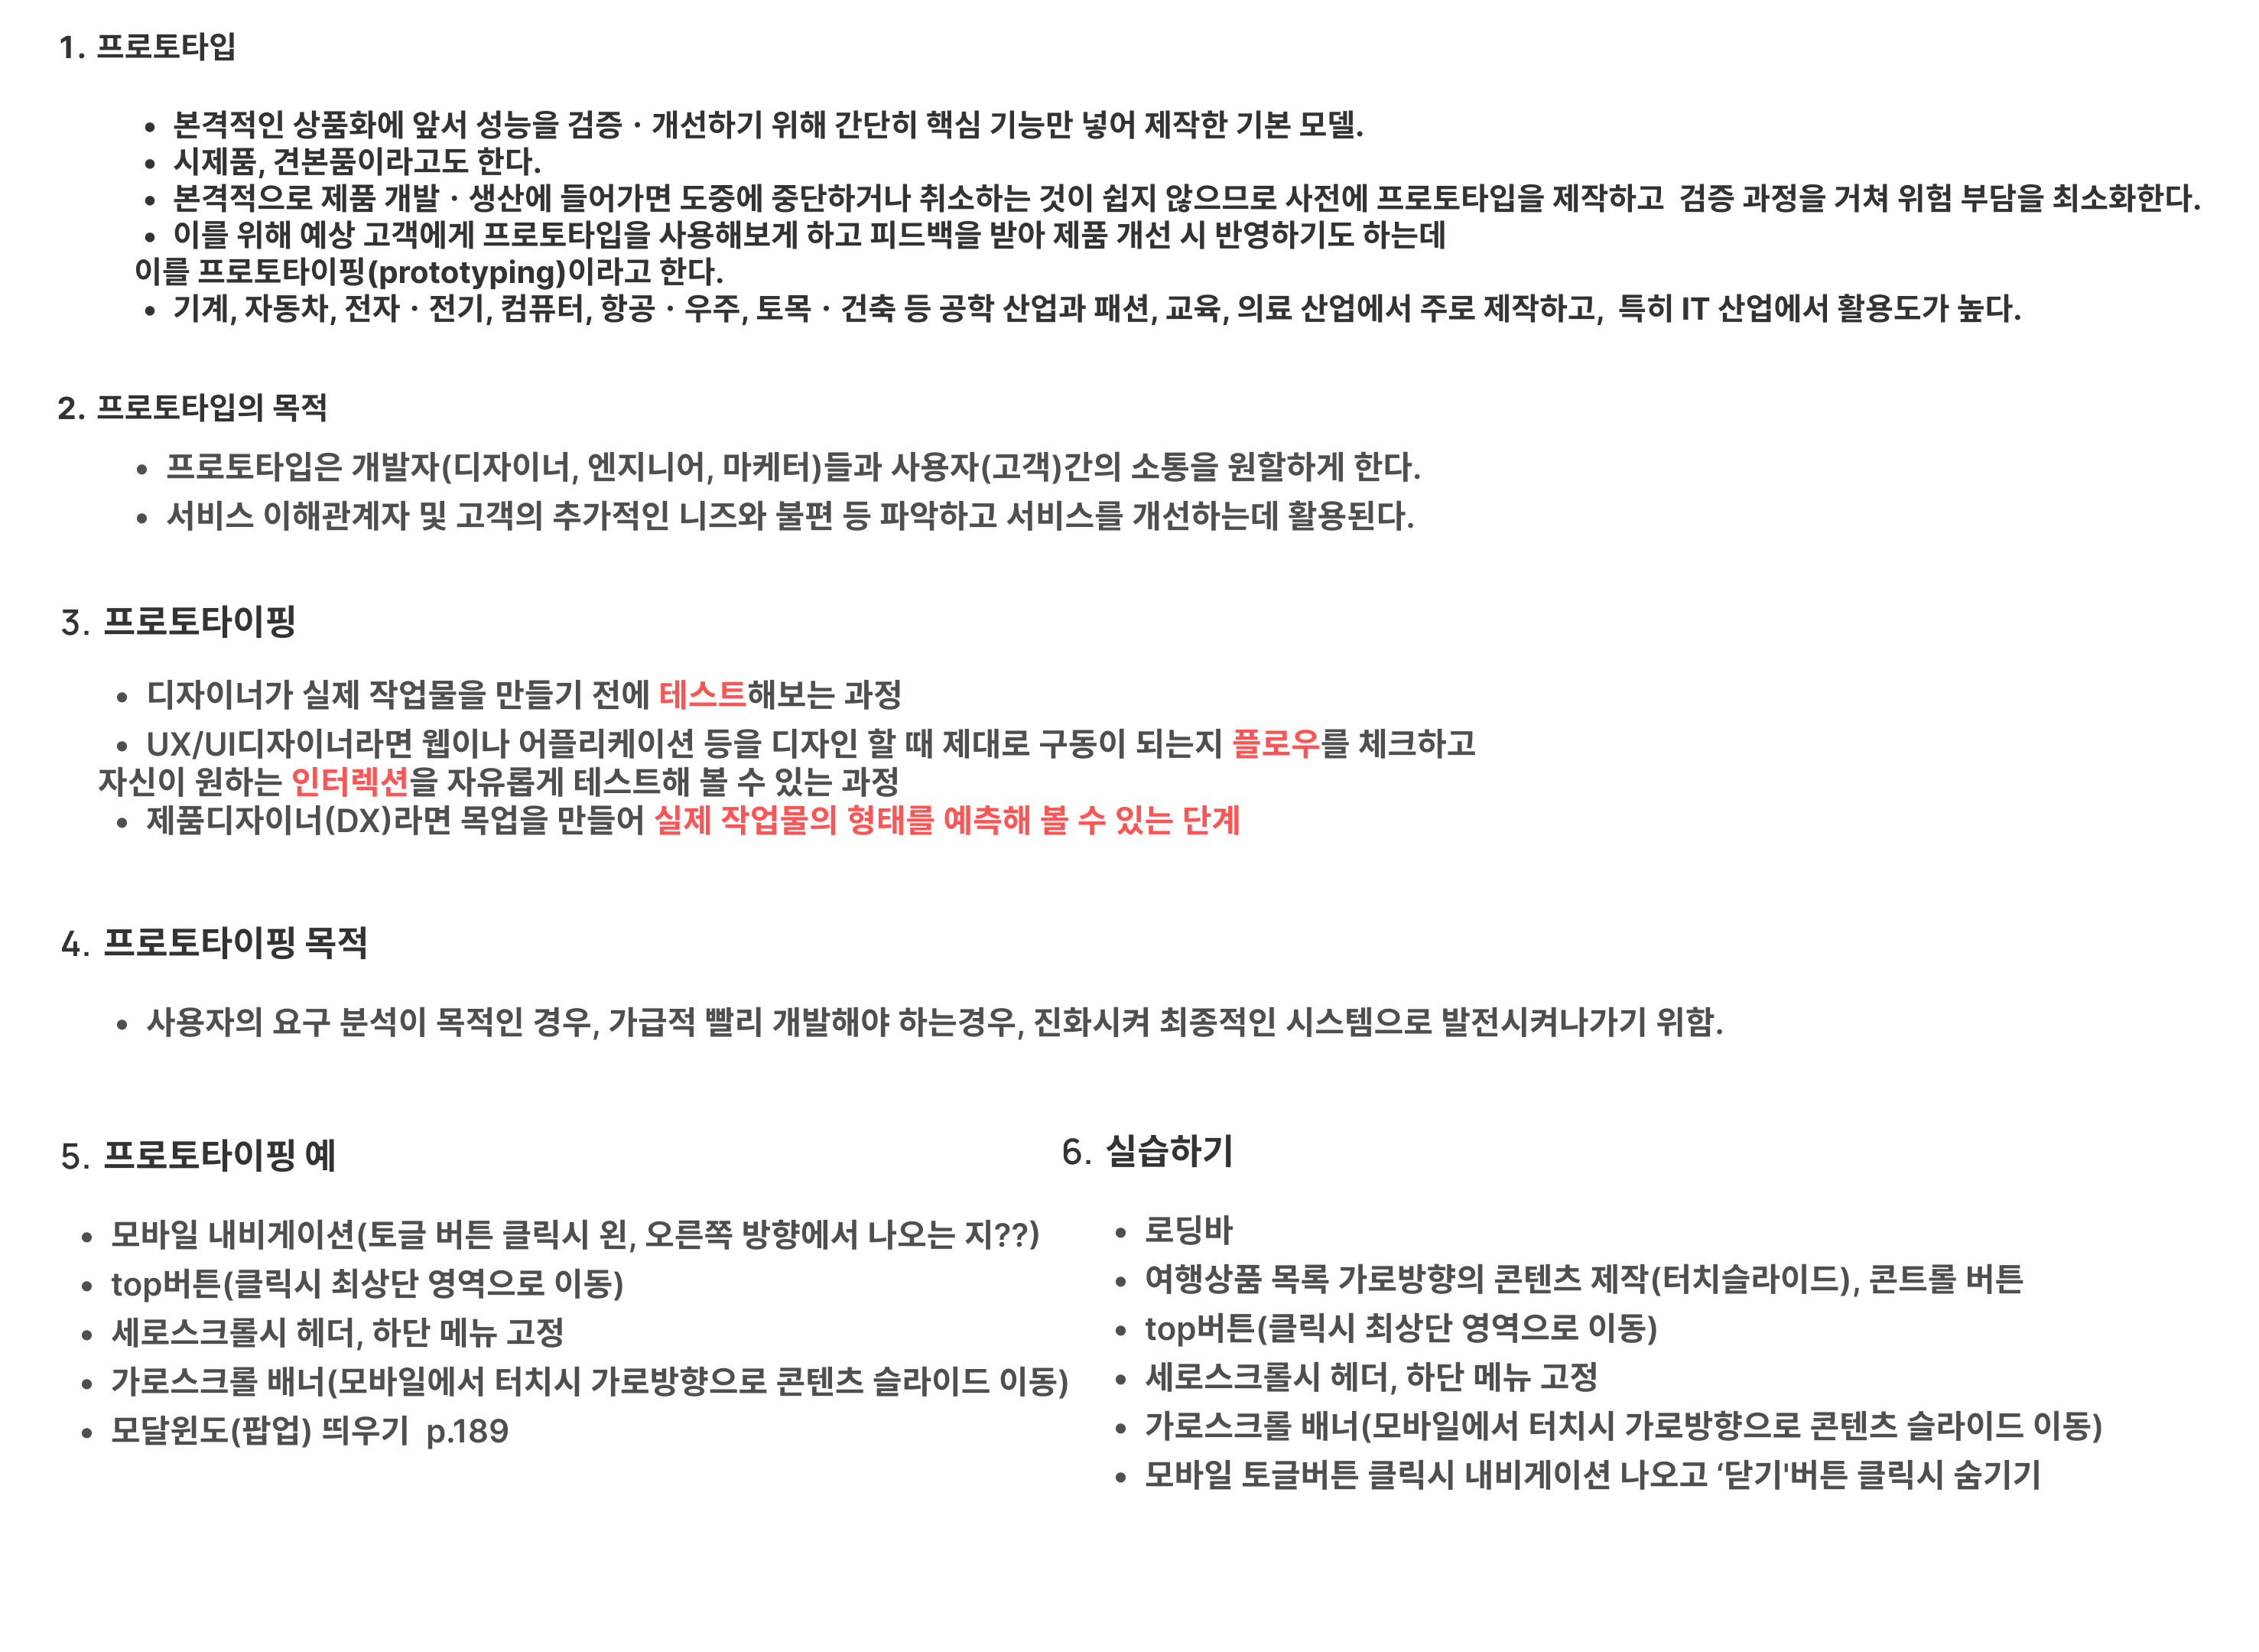 1. 프로토타입
• 본격적인 상품화에 앞서 성능을 검증ㆍ개선하기 위해 간단히 핵심 기능만 넣어 제작한 기본 모델.
• 시제품, 견본품이라고도 한다.
• 본격적으로 제품 개발ㆍ생산에 들어가면 도중에 중단하거나 취소하는 것이 쉽지 않으므로 사전에 프로토타입을 제작하고 검증 과정을 거쳐 위험 부담을 최소화한다.
• 이를 위해 예상 고객에게 프로토타입을 사용해보게 하고 피드백을 받아 제품 개선 시 반영하기도 하는데
이를 프로토타이핑(prototyping)이라고 한다.
• 기계, 자동차, 전자ㆍ전기, 컴퓨터, 항공ㆍ우주, 토목ㆍ건축 등 공학 산업과 패션, 교육, 의료 산업에서 주로 제작하고, 특히 IT 산업에서 활용도가 높다.
2. 프로토타입의 목적
• 프로토타입은 개발자(디자이너, 엔지니어, 마케터)들과 사용자(고객)간의 소통을 원할하게 한다.
• 서비스 이해관계자 및 고객의 추가적인 니즈와 불편 등 파악하고 서비스를 개선하는데 활용된다.
3. 프로토타이핑
• 디자이너가 실제 작업물을 만들기 전에 테스트해보는 과정
• UX/UI디자이너라면 웹이나 어플리케이션 등을 디자인 할 때 제대로 구동이 되는지 플로우를 체크하고
자신이 원하는 인터렉션을 자유롭게 테스트해 볼 수 있는 과정
• 제품디자이너(DX)라면 목업을 만들어 실제 작업물의 형태를 예측해 볼 수 있는 단계
4. 프로토타이핑 목적
• 사용자의 요구 분석이 목적인 경우, 가급적 빨리 개발해야 하는경우, 진화시켜 최종적인 시스템으로 발전시켜나가기 위함.
5. 프로토타이핑 예
• 모바일 내비게이션(토글 버튼 클릭시 왼, 오른쪽 방향에서 나오는 지??)
• top버튼(클릭시 최상단 영역으로 이동)
• 세로스크롤시 헤더, 하단 메뉴 고정
• 가로스크롤 배너(모바일에서 터치시 가로방향으로 콘텐츠 슬라이드 이동)
• 모달윈도(팝업) 띄우기 p.189
6. 실습하기
• 로딩바
• 여행상품 목록 가로방향의 콘텐츠 제작(터치슬라이드), 콘트롤 버튼
• top버튼(클릭시 최상단 영역으로 이동)
• 세로스크롤시 헤더, 하단 메뉴 고정
• 가로스크롤 배너(모바일에서 터치시 가로방향으로 콘텐츠 슬라이드 이동)
• 모바일 토글버튼 클릭시 내비게이션 나오고 ‘닫기'버튼 클릭시 숨기기